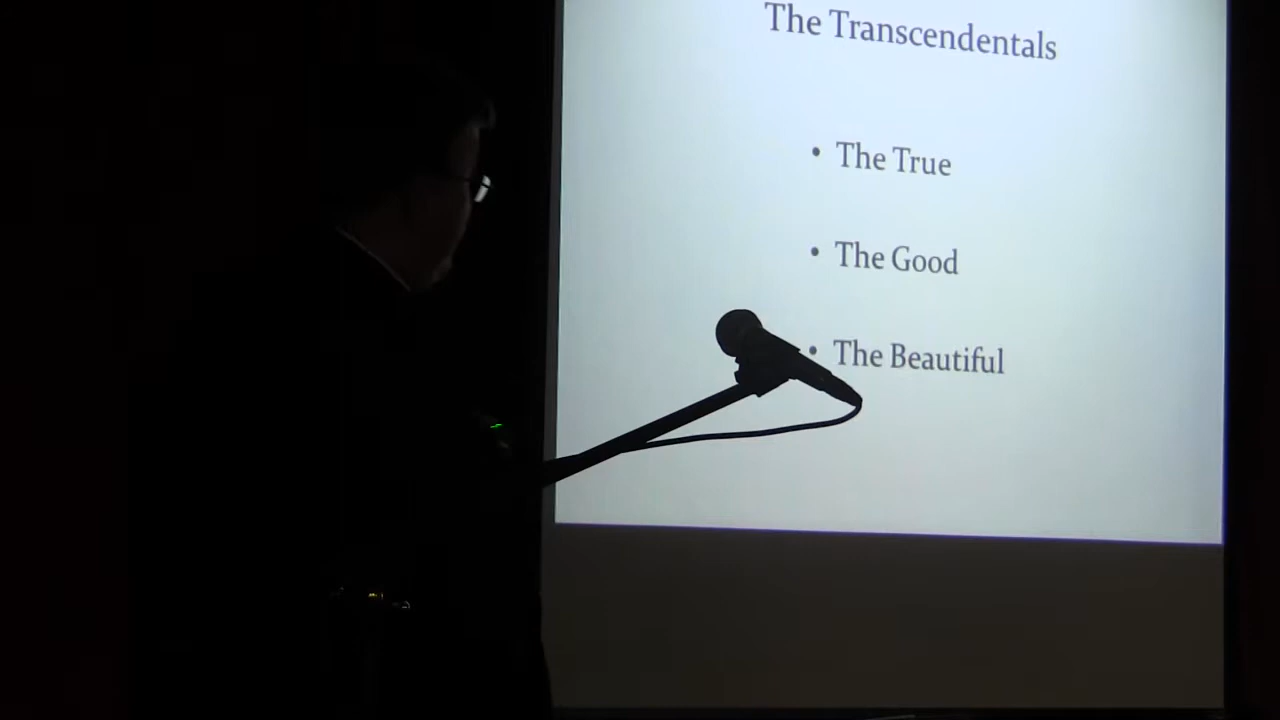 The Transcendentals
• The True
• The Good
• The Beautiful